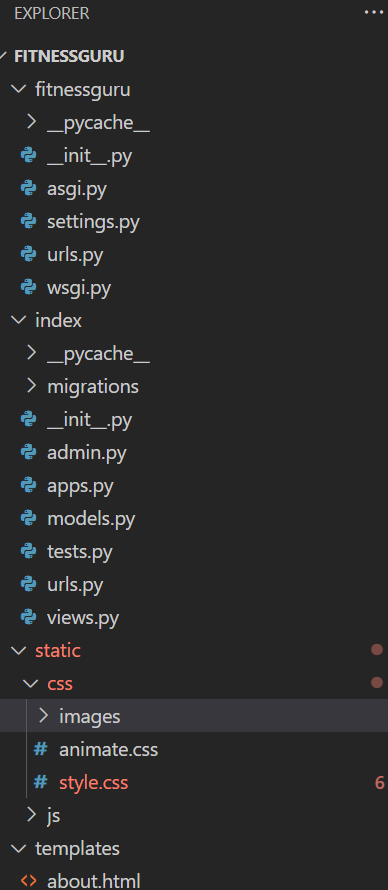 EXPLORER ...
FITNESSGURU
fitnessguru
__pycache__
__init__.py
asgi.py
settings.py
urls.py
wsgi.py
index
__pycache__
migrations
__init__.py
admin.py
apps.py
models.py
tests.py
urls.py
views.py
static
css
images
# animate.css
# style.css 6
js
templates
<> about.html